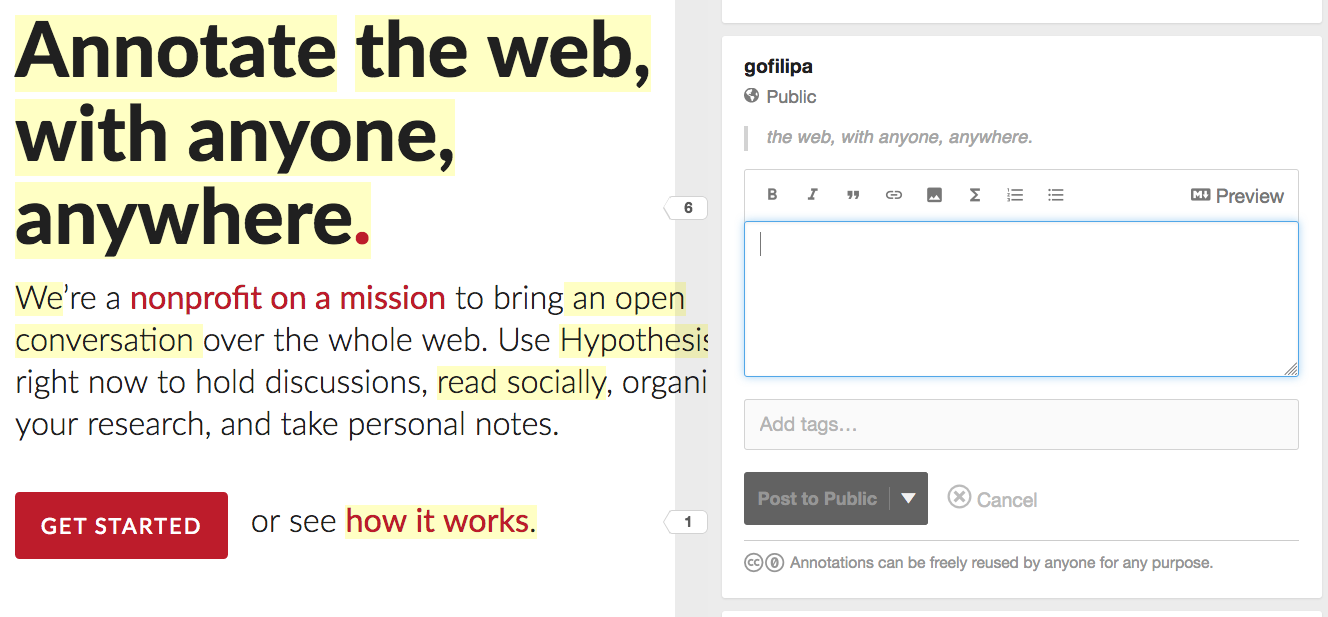 Annotate the web,
with anyone,
anywhere.
We’re a nonprofit on a mission to bring an open
conversation over the whole web. Use Hypothesis
right now to hold discussions, read socially, organi
your research, and take personal notes.
GET STARTED
or see how it works.
6
1
gofilipa
Public
the web, with anyone, anywhere.
B I ” Σ Preview
Add tags…
Post to Public
Cancel
Annotations can be freely reused by anyone for any purpose.